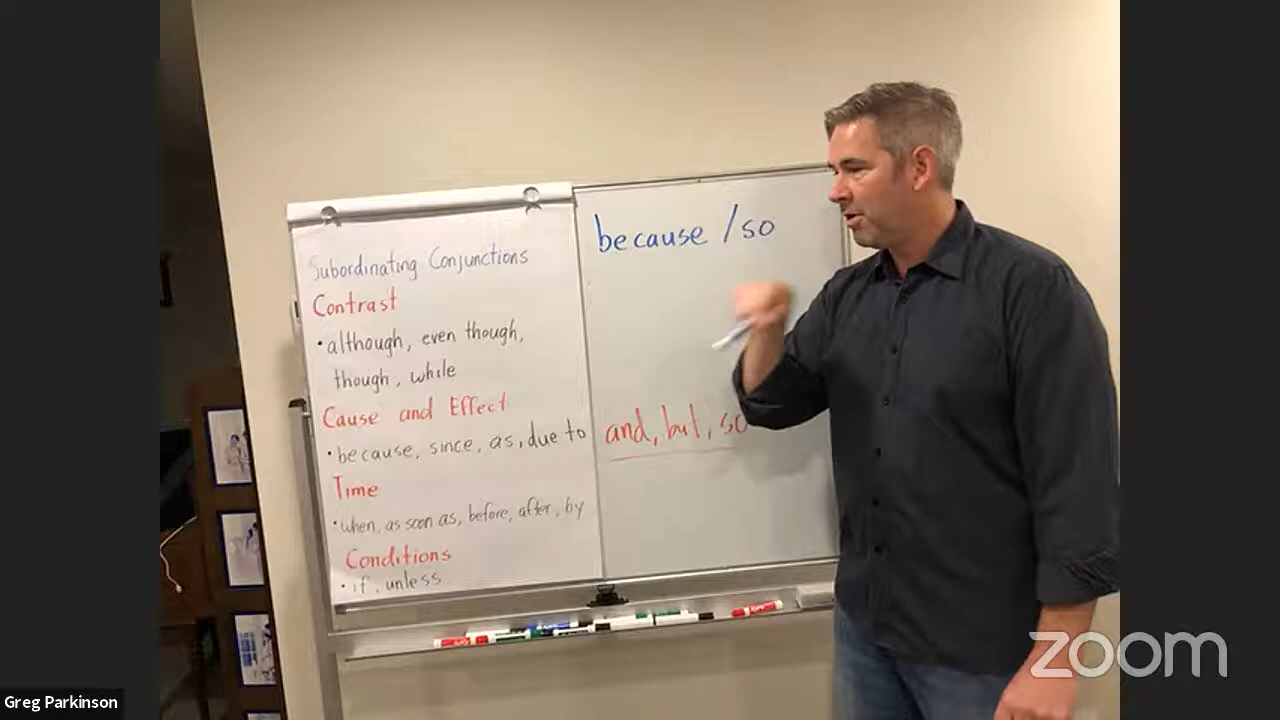 Subordinating Conjunctions
Contrast
• although, even though,
though, while
Cause and Effect
• because, since, as, due to
Time
• when, as soon as, before, after, by
Conditions
• if, unless
because / so
and, but, so
zoom
Greg Parkinson